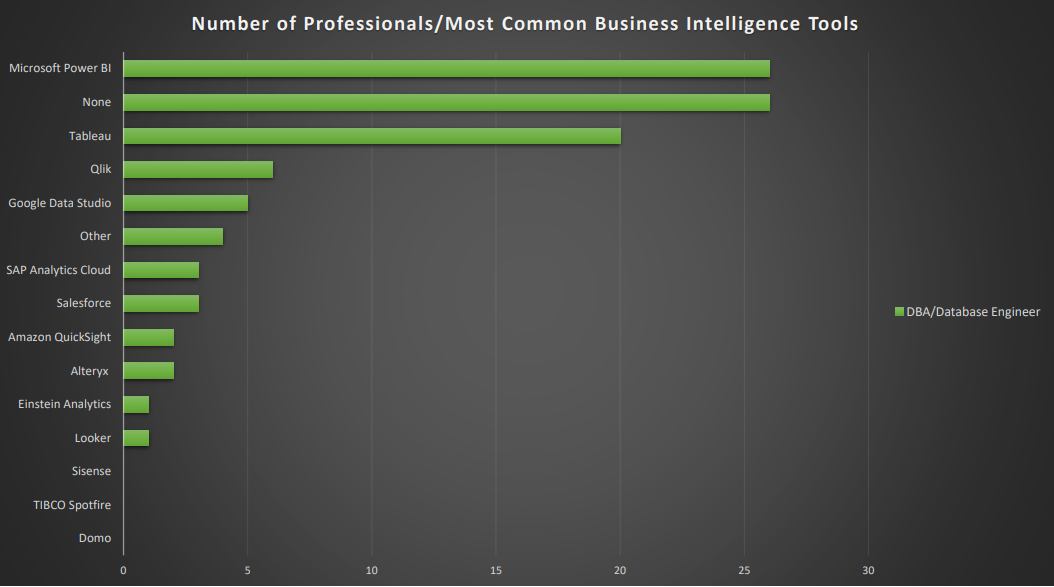 Number of Professionals/Most Common Business Intelligence Tools
Microsoft Power BI
None
Tableau
Qlik
Google Data Studio
Other
SAP Analytics Cloud
Salesforce
Amazon QuickSight
Alteryx
Einstein Analytics
Looker
Sisense
TIBCO Spotfire
Domo
0 5 10 15 20 25 30
DBA/Database Engineer